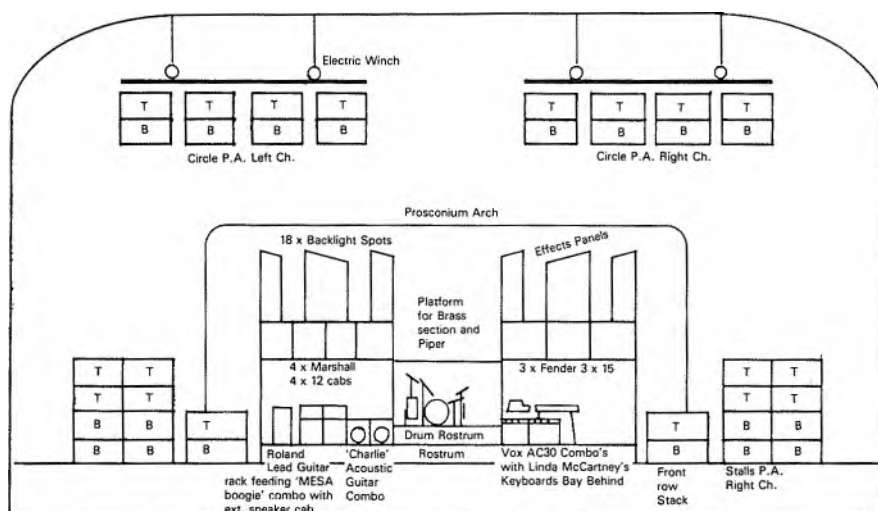 Electric Winch
T T T T T T T T
B B B B B B B B
Circle P.A. Left Ch. Circle P.A. Right Ch.
Prosconium Arch
18 x Backlight Spots
Effects Panels
Platform
for Brass
section and
Piper
4 x Marshall
4 x 12 cabs
3 x Fender 3 x 15
T T T T
T T T T
B B T T B B
B B B B B B
Drum Rostrum
Rostrum
Roland
Lead Guitar
rack feeding 'MESA
boogie' combo with
ext. speaker cab
'Charlie'
Acoustic
Guitar
Combo
Vox AC30 Combo's
with Linda McCartney's
Keyboards Bay Behind
Front
row
Stack
Stalls P.A.
Right Ch.